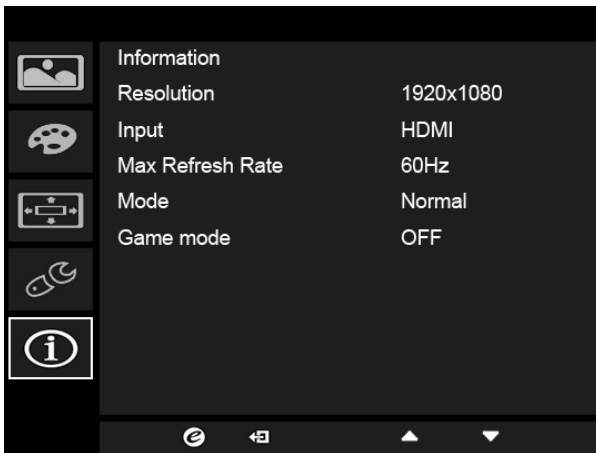 Information
Resolution 1920x1080
Input HDMI
Max Refresh Rate 60Hz
Mode Normal
Game mode OFF